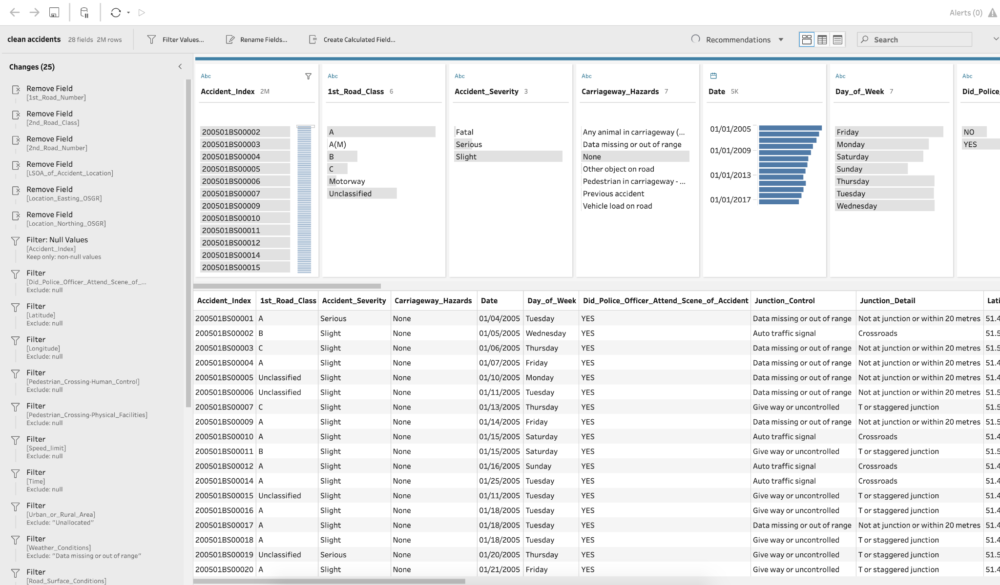 Alerts (0)
clean accidents 28 fields 2M rows Filter Values... Rename Fields... Create Calculated Field... Recommendations Search
Changes (25)
Remove Field
[1st_Road_Number]
Remove Field
[2nd_Road_Class]
Remove Field
[2nd_Road_Number]
Remove Field
[LSOA_of_Accident_Location]
Remove Field
[Location_Easting_OSGR]
Remove Field
[Location_Northing_OSGR]
Filter: Null Values
[Accident_Index]
Keep only: non-null values
Filter
[Did_Police_Officer_Attend_Scene_of_...
Exclude: null
Filter
[Latitude]
Exclude: null
Filter
[Longitude]
Exclude: null
Filter
[Pedestrian_Crossing-Human_Control]
Exclude: null
Filter
[Pedestrian_Crossing-Physical_Facilities]
Exclude: null
Filter
[Speed_limit]
Exclude: null
Filter
[Time]
Exclude: null
Filter
[Urban_or_Rural_Area]
Exclude: "Unallocated"
Filter
[Weather_Conditions]
Exclude: "Data missing or out of range"
Filter
[Road_Surface_Conditions]
Abc
Accident_Index 2M
200501BS00002
200501BS00003
200501BS00004
200501BS00005
200501BS00006
200501BS00007
200501BS00009
200501BS00010
200501BS00011
200501BS00012
200501BS00014
200501BS00015
Abc
1st_Road_Class 6
A
A(M)
B
C
Motorway
Unclassified
Abc
Accident_Severity 3
Fatal
Serious
Slight
Abc
Carriageway_Hazards 7
Any animal in carriageway (...
Data missing or out of range
None
Other object on road
Pedestrian in carriageway - ...
Previous accident
Vehicle load on road
Date 5K
01/01/2005
01/01/2009
01/01/2013
01/01/2017
Abc
Day_of_Week 7
Friday
Monday
Saturday
Sunday
Thursday
Tuesday
Wednesday
Abc
Did_Police_
NO
YES
Accident_Index 1st_Road_Class Accident_Severity Carriageway_Hazards Date Day_of_Week Did_Police_Officer_Attend_Scene_of_Accident Junction_Control Junction_Detail Lati
200501BS00001 A Serious None 01/04/2005 Tuesday YES Data missing or out of range Not at junction or within 20 metres 51.4
200501BS00002 B Slight None 01/05/2005 Wednesday YES Auto traffic signal Crossroads 51.5
200501BS00003 C Slight None 01/06/2005 Thursday YES Data missing or out of range Not at junction or within 20 metres 51.5
200501BS00004 A Slight None 01/07/2005 Friday YES Data missing or out of range Not at junction or within 20 metres 51.4
200501BS00005 Unclassified Slight None 01/10/2005 Monday YES Data missing or out of range Not at junction or within 20 metres 51.4
200501BS00006 Unclassified Slight None 01/11/2005 Tuesday YES Data missing or out of range Not at junction or within 20 metres 51.5
200501BS00007 C Slight None 01/13/2005 Thursday YES Give way or uncontrolled T or staggered junction 51.5
200501BS00009 A Slight None 01/14/2005 Friday YES Data missing or out of range Not at junction or within 20 metres 51.5
200501BS00010 A Slight None 01/15/2005 Saturday YES Auto traffic signal Crossroads 51.4
200501BS00011 B Slight None 01/15/2005 Saturday YES Give way or uncontrolled T or staggered junction 51.5
200501BS00012 A Slight None 01/16/2005 Sunday YES Auto traffic signal Crossroads 51.4
200501BS00014 A Slight None 01/25/2005 Tuesday YES Auto traffic signal Crossroads 51.4
200501BS00015 Unclassified Slight None 01/11/2005 Tuesday YES Give way or uncontrolled T or staggered junction 51.4
200501BS00016 A Slight None 01/18/2005 Tuesday YES Give way or uncontrolled T or staggered junction 51.4
200501BS00017 A Slight None 01/18/2005 Tuesday YES Data missing or out of range Not at junction or within 20 metres 51.4
200501BS00018 A Slight None 01/18/2005 Tuesday YES Give way or uncontrolled T or staggered junction 51.4
200501BS00019 Unclassified Serious None 01/20/2005 Thursday YES Give way or uncontrolled T or staggered junction 51.5
200501BS00020 A Slight None 01/21/2005 Friday YES Give way or uncontrolled T or staggered junction 51.4